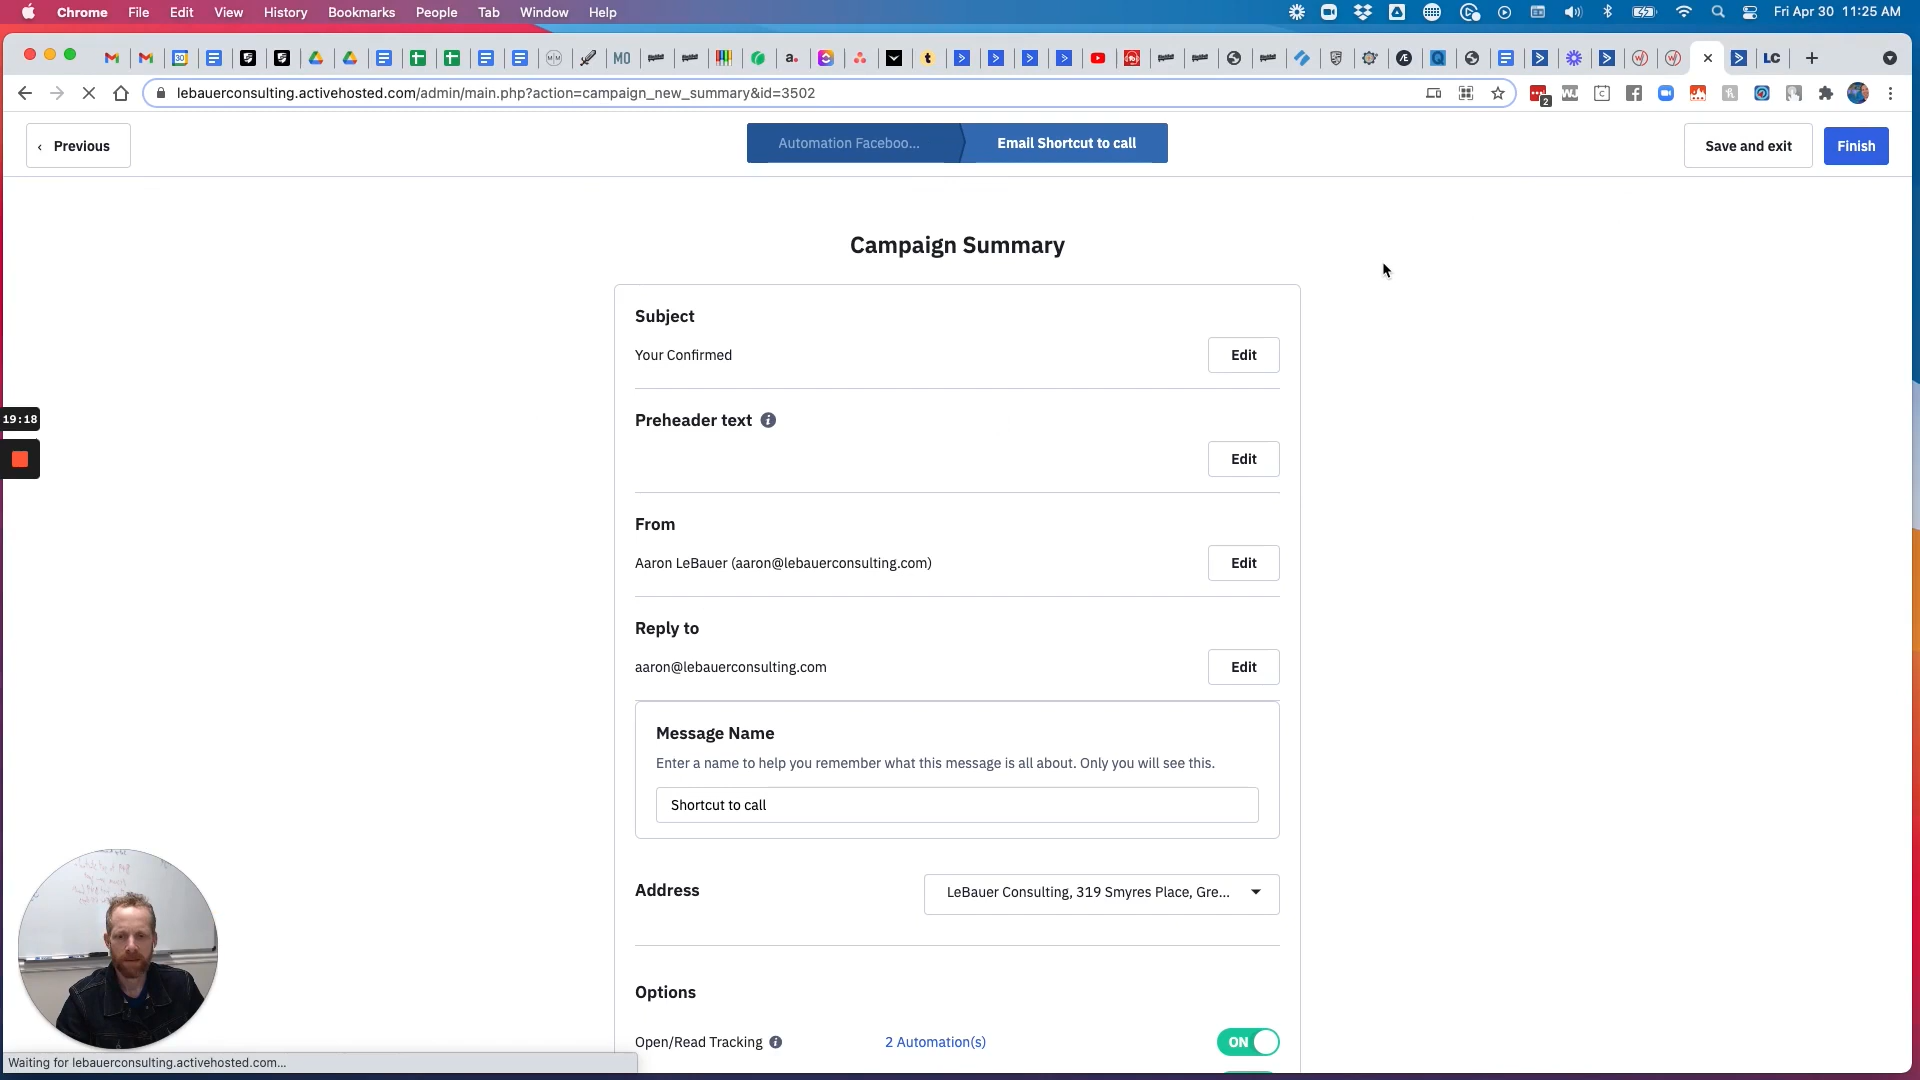 Chrome File Edit View History Bookmarks People Tab Window Help
Fri Apr 30 11:25 AM
30
MO
a.
t
LC
lebauerconsulting.activehosted.com/admin/main.php?action=campaign_new_summary&id=3502
2
‹ Previous
Automation Faceboo...
Email Shortcut to call
Save and exit
Finish
Campaign Summary
Subject
Your Confirmed
Edit
19:18
Preheader text
Edit
From
Aaron LeBauer (aaron@lebauerconsulting.com)
Edit
Reply to
aaron@lebauerconsulting.com
Edit
Message Name
Enter a name to help you remember what this message is all about. Only you will see this.
Shortcut to call
Address
LeBauer Consulting, 319 Smyres Place, Gre...
Options
Open/Read Tracking
2 Automation(s)
ON
Waiting for lebauerconsulting.activehosted.com...